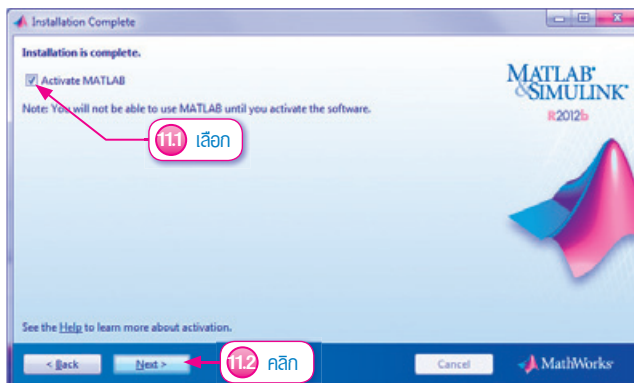 Installation Complete
Installation is complete.
Activate MATLAB
Note: You will not be able to use MATLAB until you activate the software.
11.1 เลือก
MATLAB®
&SIMULINK®
R2012b
See the Help to learn more about activation.
< Back
Next >
11.2 คลิก
Cancel
MathWorks®